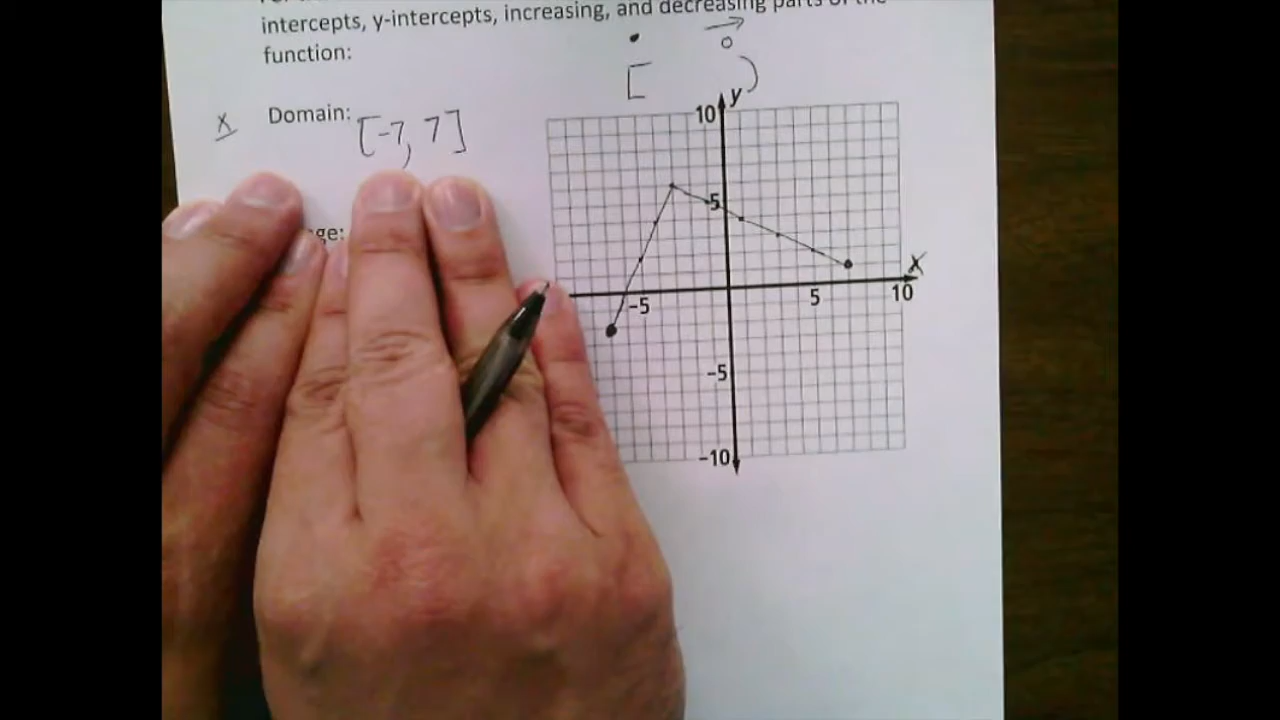 intercepts, y-intercepts, increasing, and decreasing parts of the
function:
[ )
x Domain: [-7, 7]
ge:
y
10
5
x
-5
5
10
-5
-10